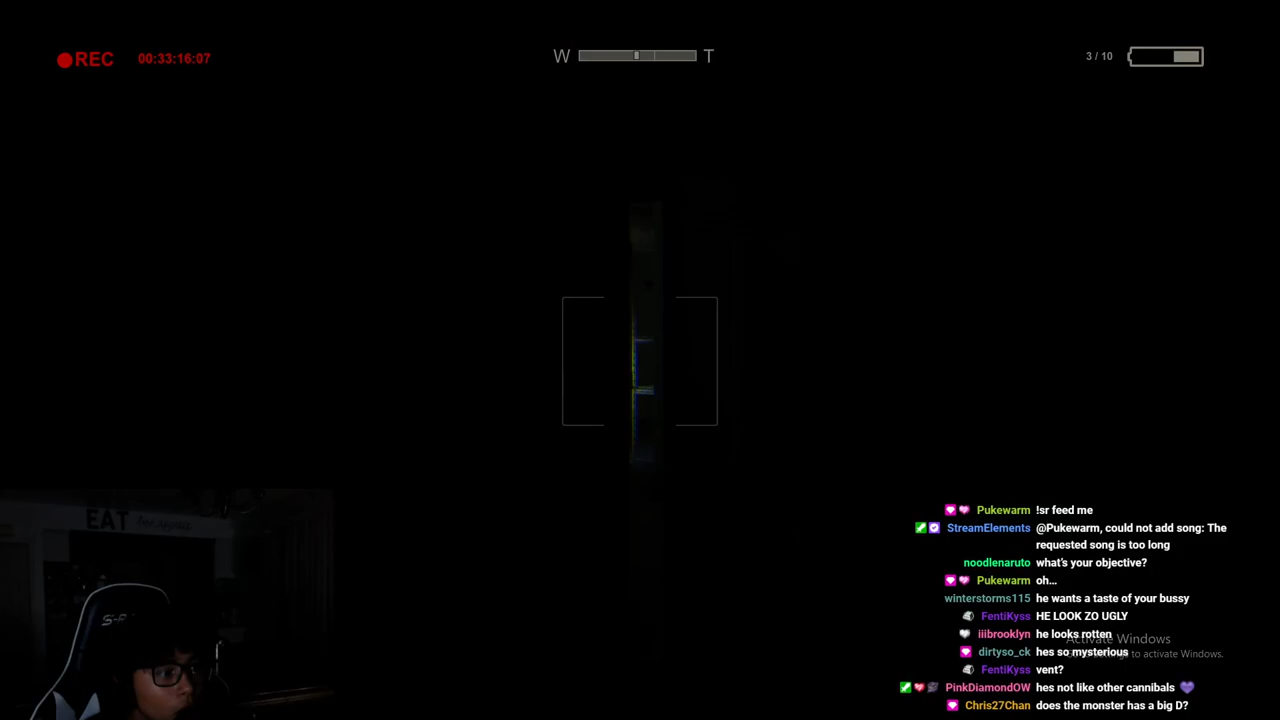 REC 00:33:16:07
W T
3 / 10
EAT
Pukewarm !sr feed me
StreamElements @Pukewarm, could not add song: The
requested song is too long
noodlenaruto what's your objective?
Pukewarm oh...
winterstorms115 he wants a taste of your bussy
FentiKyss HE LOOK ZO UGLY
iiibrooklyn he looks rotten
Activate Windows
dirtyso_ck hes so mysterious
to activate Windows.
FentiKyss vent?
PinkDiamondOW hes not like other cannibals
Chris27Chan does the monster has a big D?